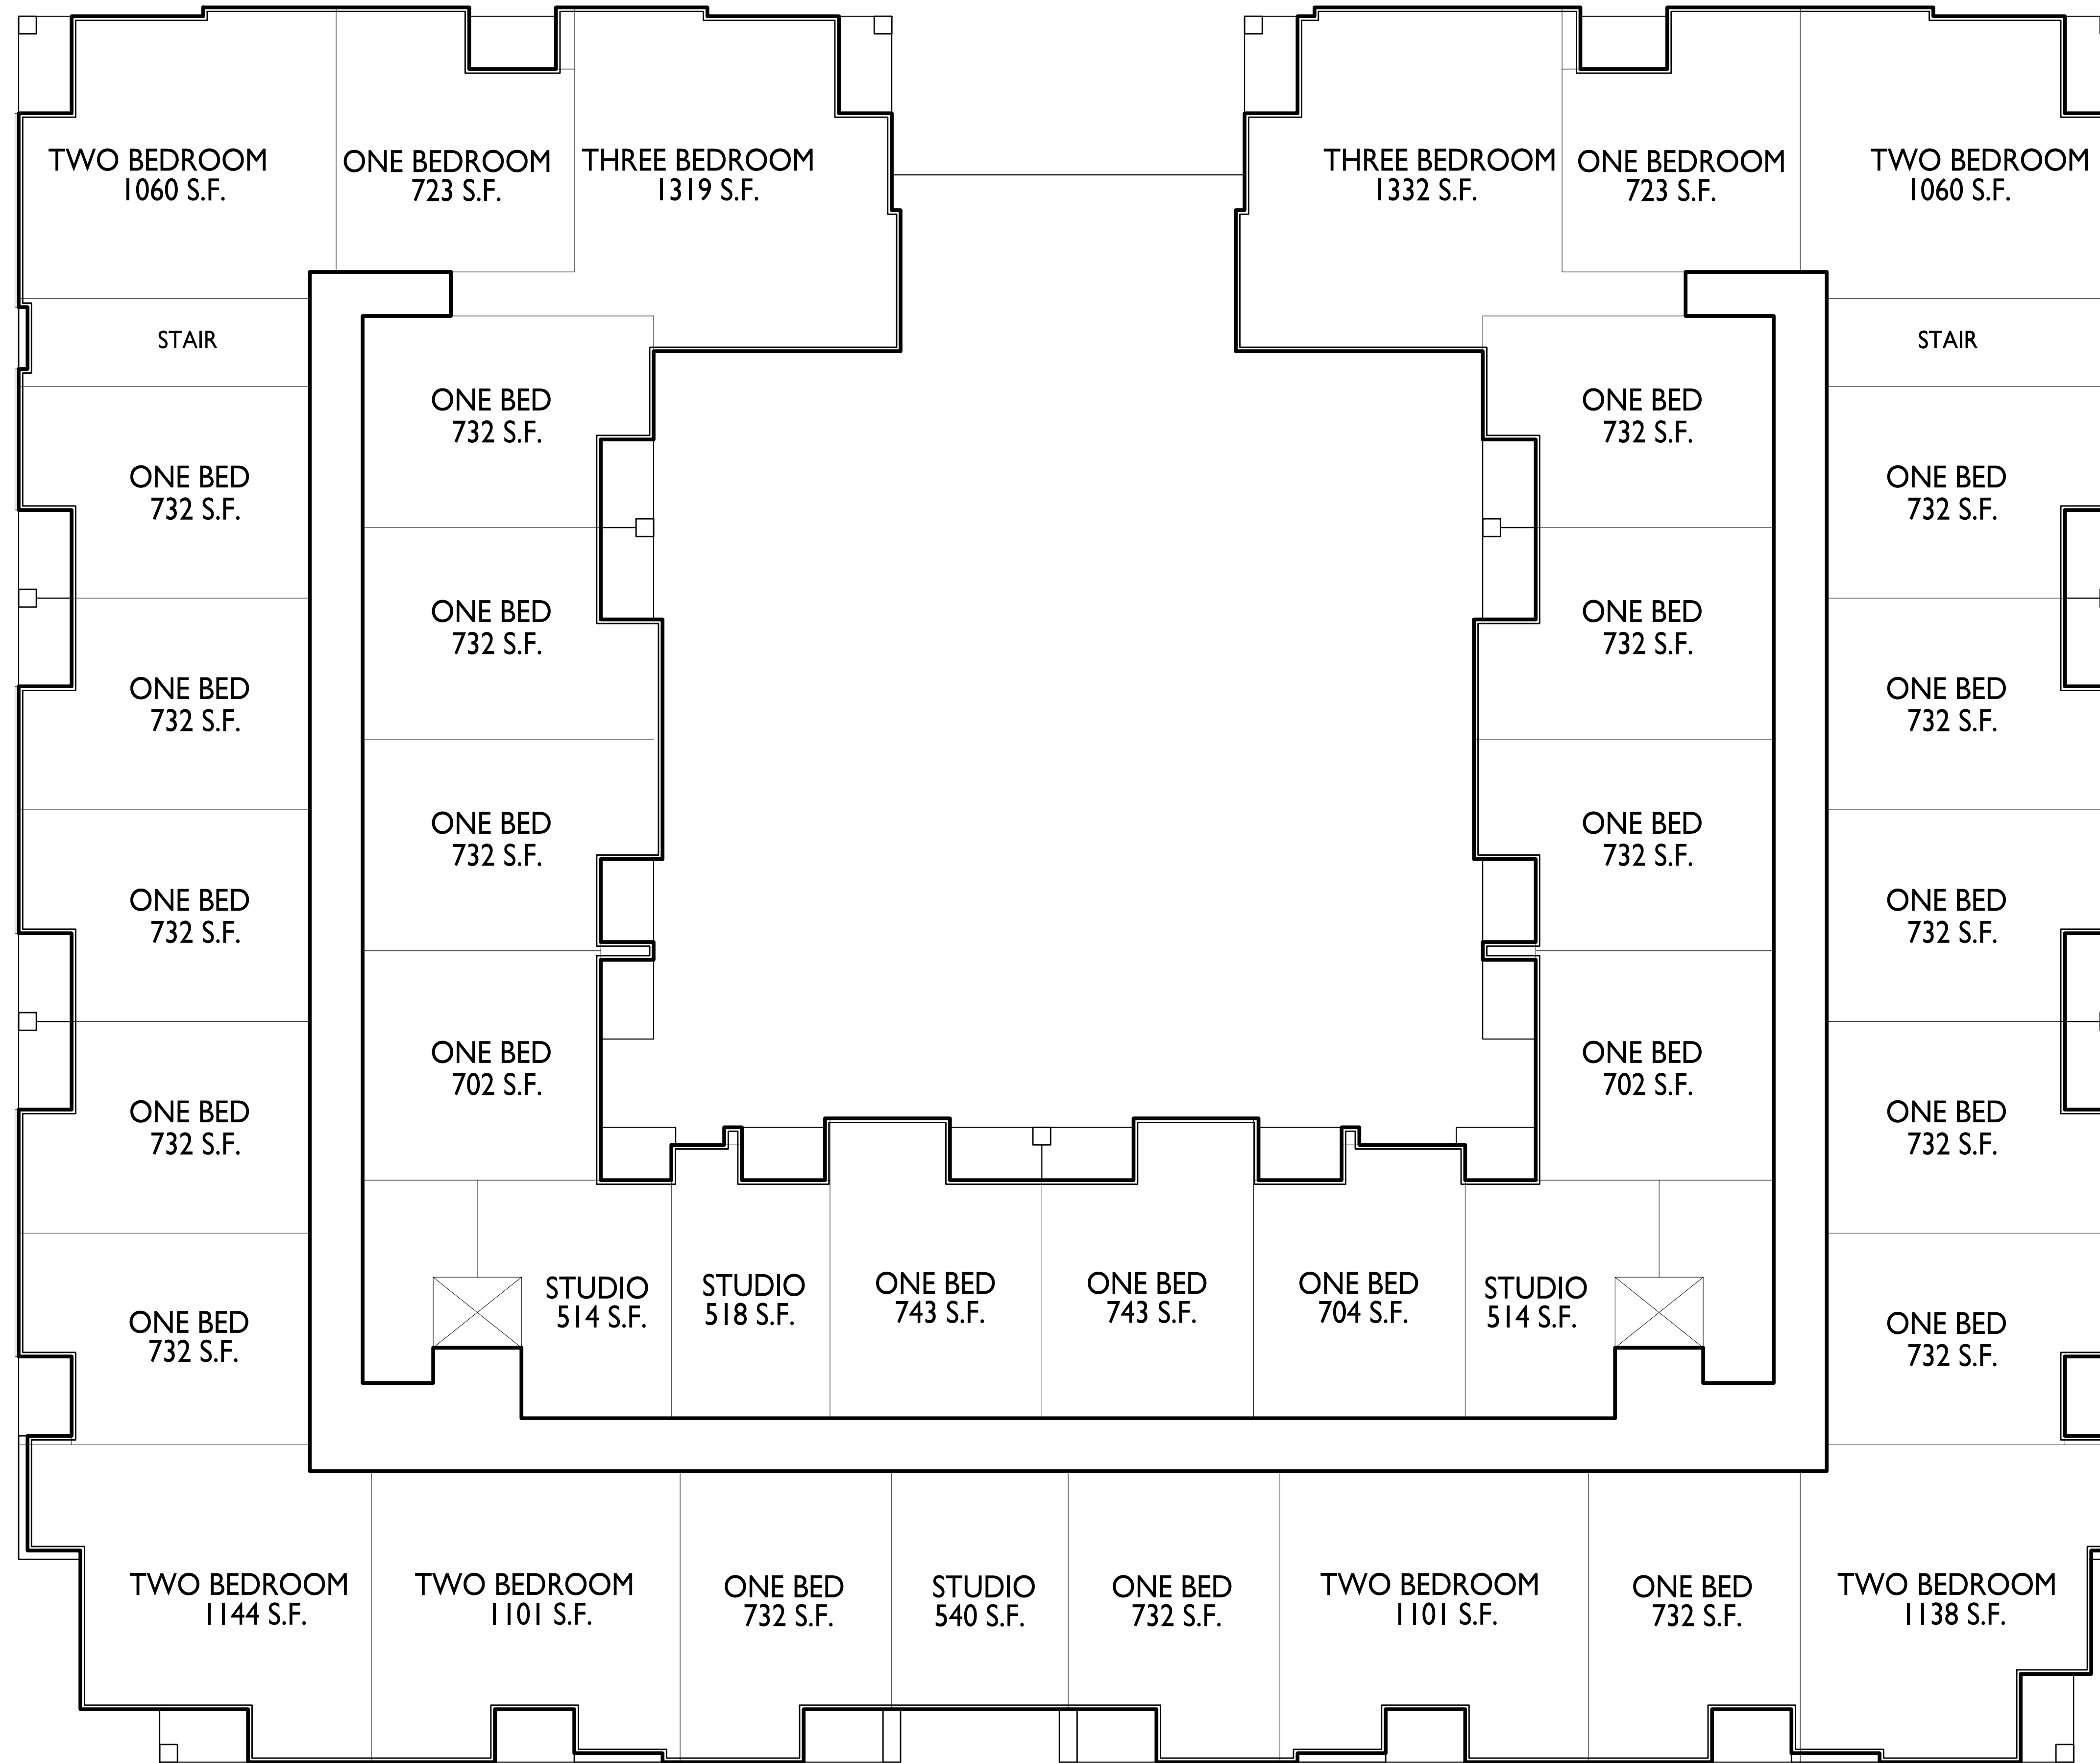 TWO BEDROOM
1060 S.F.
ONE BEDROOM
723 S.F.
THREE BEDROOM
1319 S.F.
THREE BEDROOM
1332 S.F.
ONE BEDROOM
723 S.F.
TWO BEDROOM
1060 S.F.
STAIR
STAIR
ONE BED
732 S.F.
ONE BED
732 S.F.
ONE BED
732 S.F.
ONE BED
732 S.F.
ONE BED
732 S.F.
ONE BED
732 S.F.
ONE BED
732 S.F.
ONE BED
732 S.F.
ONE BED
732 S.F.
ONE BED
732 S.F.
ONE BED
732 S.F.
ONE BED
732 S.F.
ONE BED
702 S.F.
ONE BED
702 S.F.
ONE BED
732 S.F.
ONE BED
732 S.F.
ONE BED
732 S.F.
STUDIO
514 S.F.
STUDIO
518 S.F.
ONE BED
743 S.F.
ONE BED
743 S.F.
ONE BED
704 S.F.
STUDIO
514 S.F.
ONE BED
732 S.F.
TWO BEDROOM
1144 S.F.
TWO BEDROOM
1101 S.F.
ONE BED
732 S.F.
STUDIO
540 S.F.
ONE BED
732 S.F.
TWO BEDROOM
1101 S.F.
ONE BED
732 S.F.
TWO BEDROOM
1138 S.F.